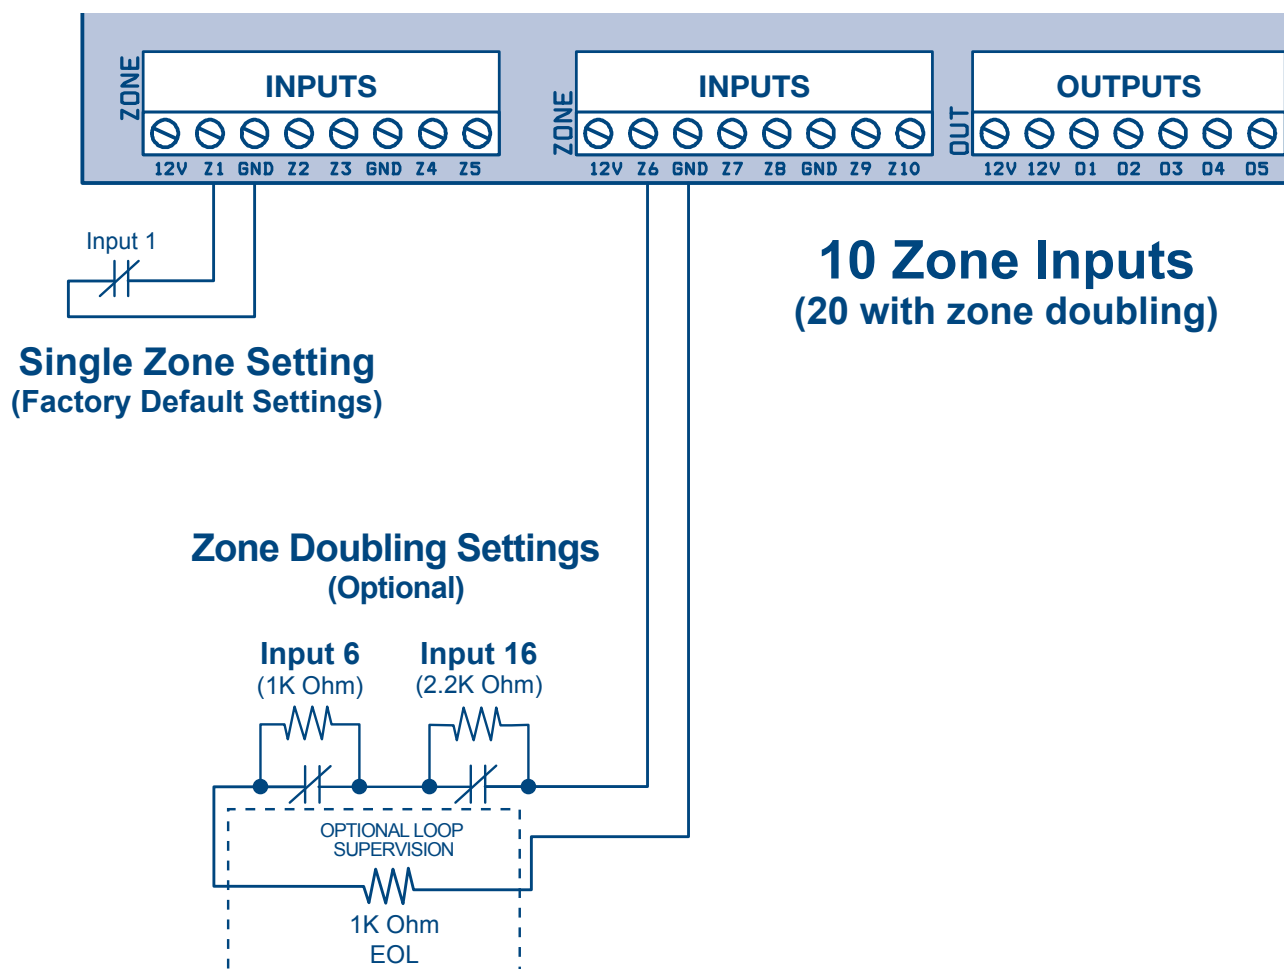 ZONE
INPUTS
12V Z1 GND Z2 Z3 GND Z4 Z5
ZONE
INPUTS
12V Z6 GND Z7 Z8 GND Z9 Z10
OUT
OUTPUTS
12V 12V O1 O2 O3 O4 O5
Input 1
Single Zone Setting
(Factory Default Settings)
10 Zone Inputs
(20 with zone doubling)
Zone Doubling Settings
(Optional)
Input 6
(1K Ohm)
Input 16
(2.2K Ohm)
OPTIONAL LOOP
SUPERVISION
1K Ohm
EOL